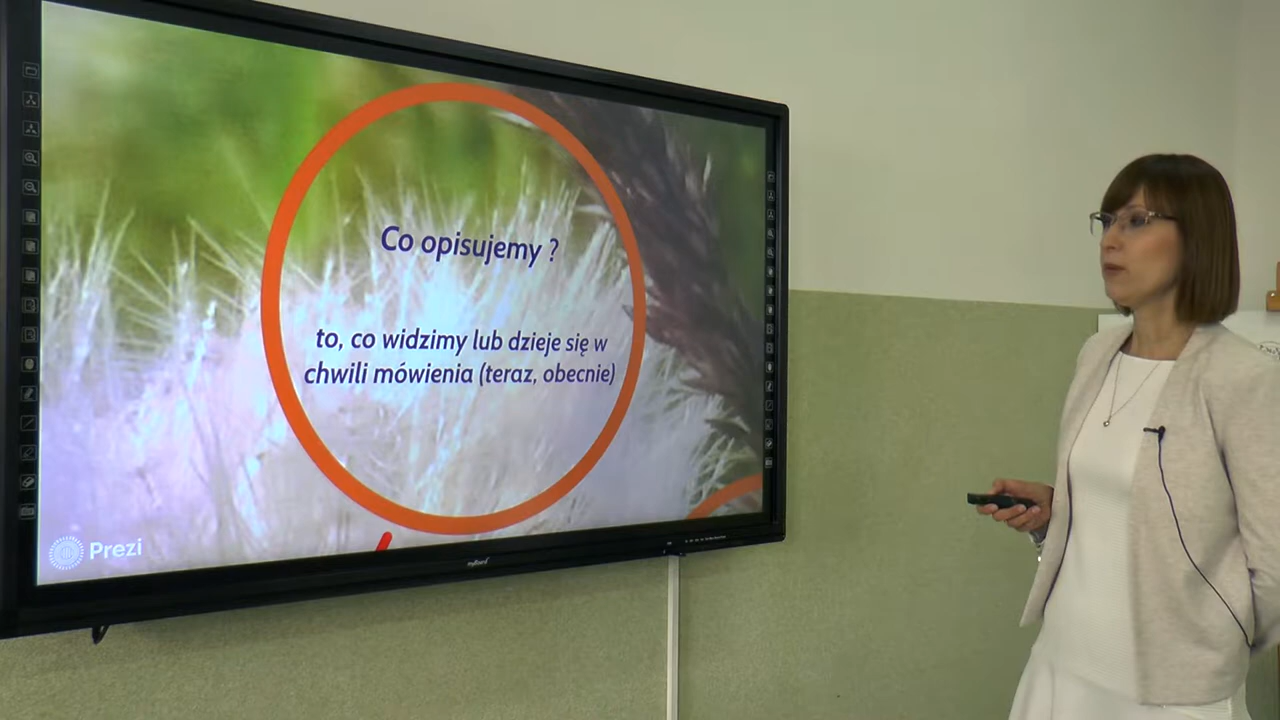 Co opisujemy ?
to, co widzimy lub dzieje się w
chwili mówienia (teraz, obecnie)
Prezi